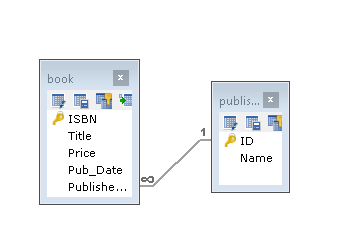 book
ISBN
Title
Price
Pub_Date
Publishe...
∞
1
publis...
ID
Name